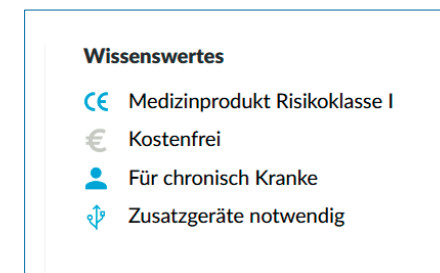 Wissenswertes
CE Medizinprodukt Risikoklasse I
€ Kostenfrei
Für chronisch Kranke
Zusatzgeräte notwendig